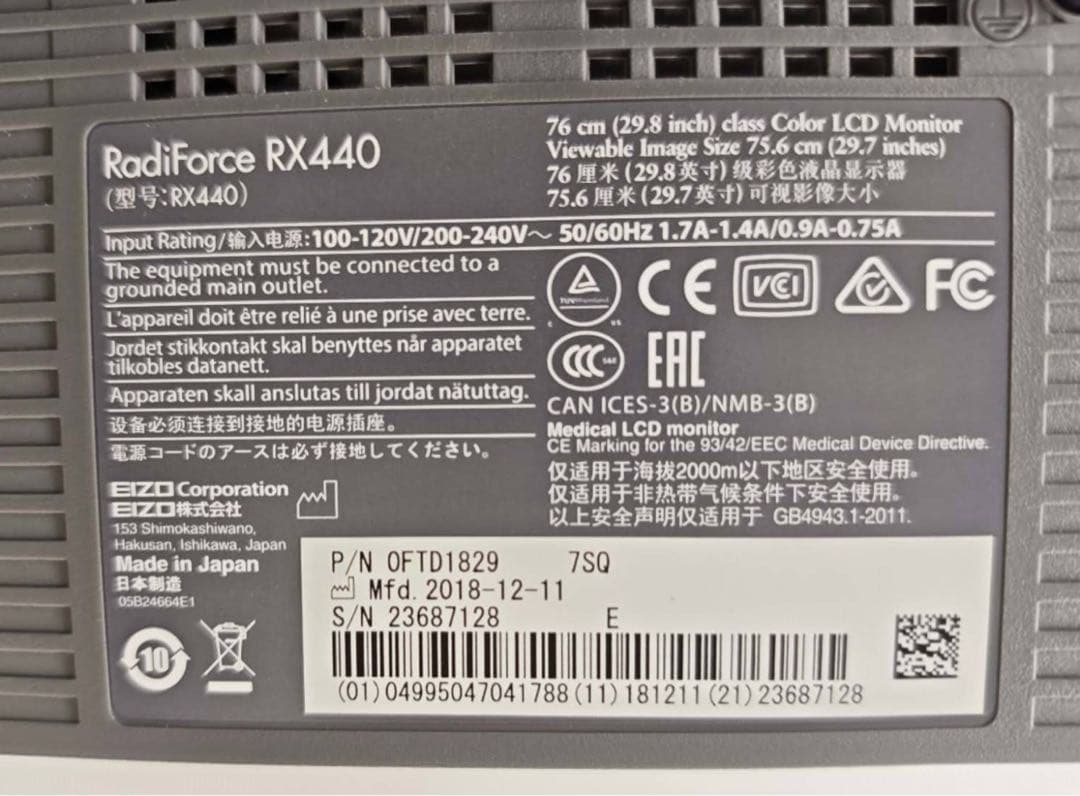 RadiForce RX440
(型号:RX440)
76 cm (29.8 inch) class Color LCD Monitor
Viewable Image Size 75.6 cm (29.7 inches)
76 厘米 (29.8英寸) 级彩色液晶显示器
75.6 厘米 (29.7英寸) 可视影像大小
Input Rating/输入电源:100-120V/200-240V～ 50/60Hz 1.7A-1.4A/0.9A-0.75A
The equipment must be connected to a
grounded main outlet.
L'appareil doit être relié à une prise avec terre.
Jordet stikkontakt skal benyttes når apparatet
tilkobles datanett.
Apparaten skall anslutas till jordat nätuttag.
设备必须连接到接地的电源插座。
電源コードのアースは必ず接地してください。
TÜVRheinland
C US
CE
VCI
FC
CCC S&E
EAC
CAN ICES-3(B)/NMB-3(B)
Medical LCD monitor
CE Marking for the 93/42/EEC Medical Device Directive.
仅适用于海拔2000m以下地区安全使用。
仅适用于非热带气候条件下安全使用。
以上安全声明仅适用于 GB4943.1-2011.
EIZO Corporation
EIZO株式会社
153 Shimokashiwano,
Hakusan, Ishikawa, Japan
Made in Japan
日本制造
05B24664E1
10
P/N 0FTD1829 7SQ
Mfd. 2018-12-11
S/N 23687128 E
(01)04995047041788(11)181211(21)23687128